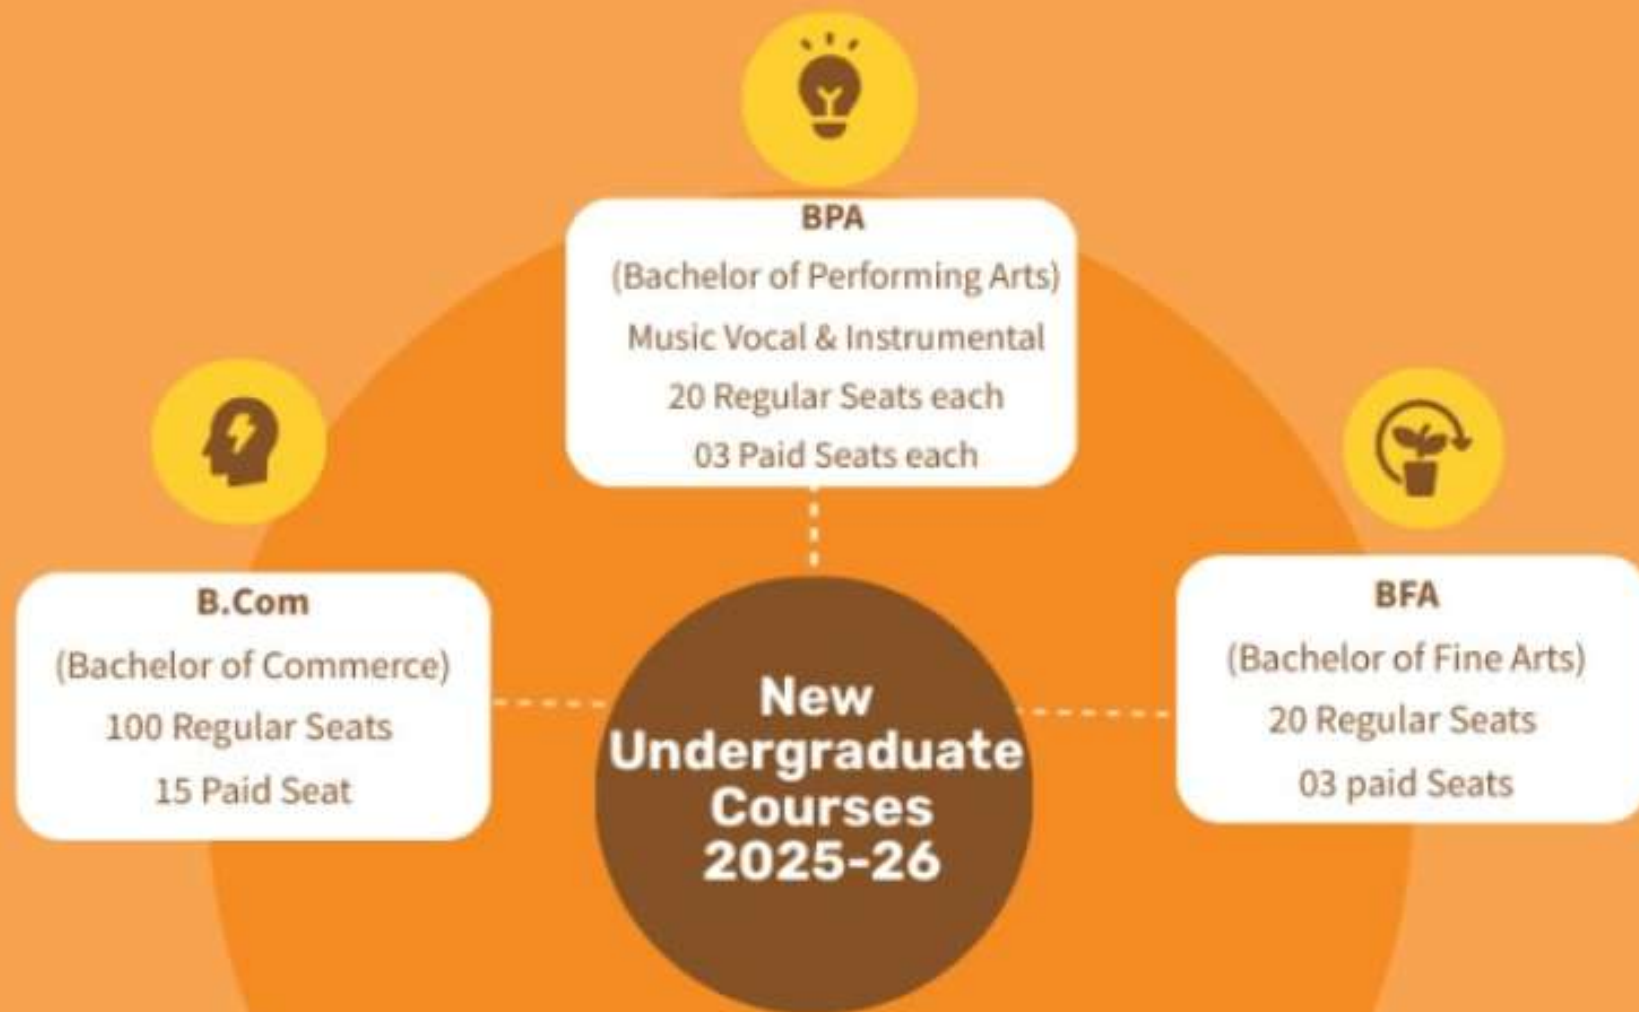 BPA
(Bachelor of Performing Arts)
Music Vocal & Instrumental
20 Regular Seats each
03 Paid Seats each
B.Com
(Bachelor of Commerce)
100 Regular Seats
15 Paid Seat
New
Undergraduate
Courses
2025-26
BFA
(Bachelor of Fine Arts)
20 Regular Seats
03 paid Seats